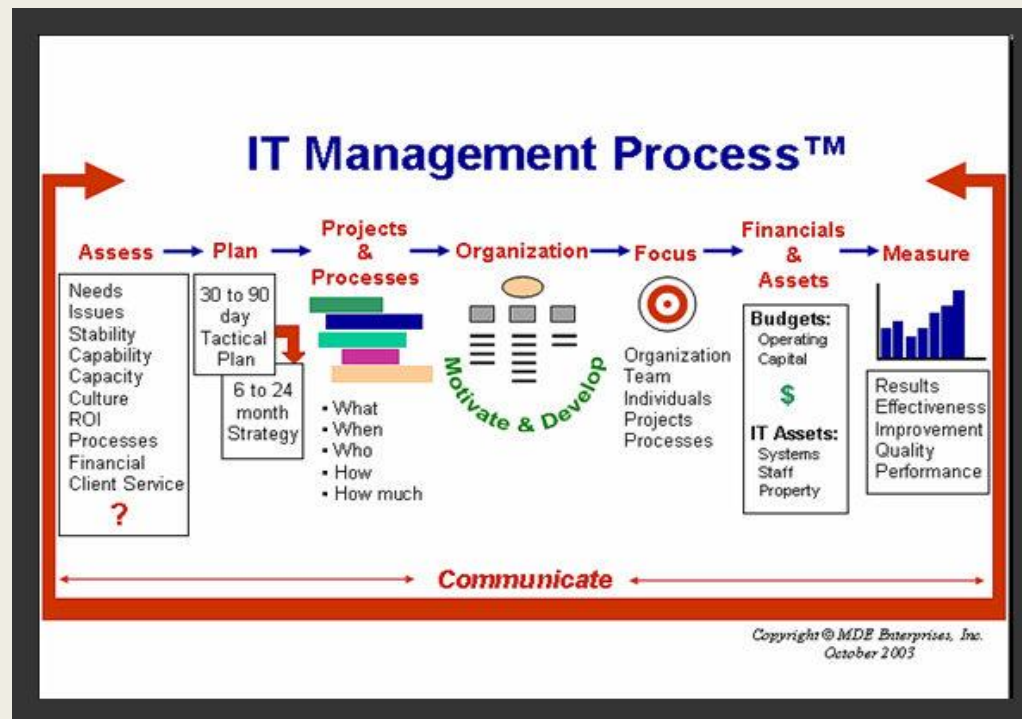 IT Management Process™
Assess
Plan
Projects
&
Processes
Organization
Focus
Financials
&
Assets
Measure
Needs
Issues
Stability
Capability
Capacity
Culture
ROI
Processes
Financial
Client Service
?
30 to 90
day
Tactical
Plan
6 to 24
month
Strategy
▪ What
▪ When
▪ Who
▪ How
▪ How much
Motivate & Develop
Organization
Team
Individuals
Projects
Processes
Budgets:
Operating
Capital
$
IT Assets:
Systems
Staff
Property
Results
Effectiveness
Improvement
Quality
Performance
Communicate
Copyright © MDE Enterprises, Inc.
October 2003